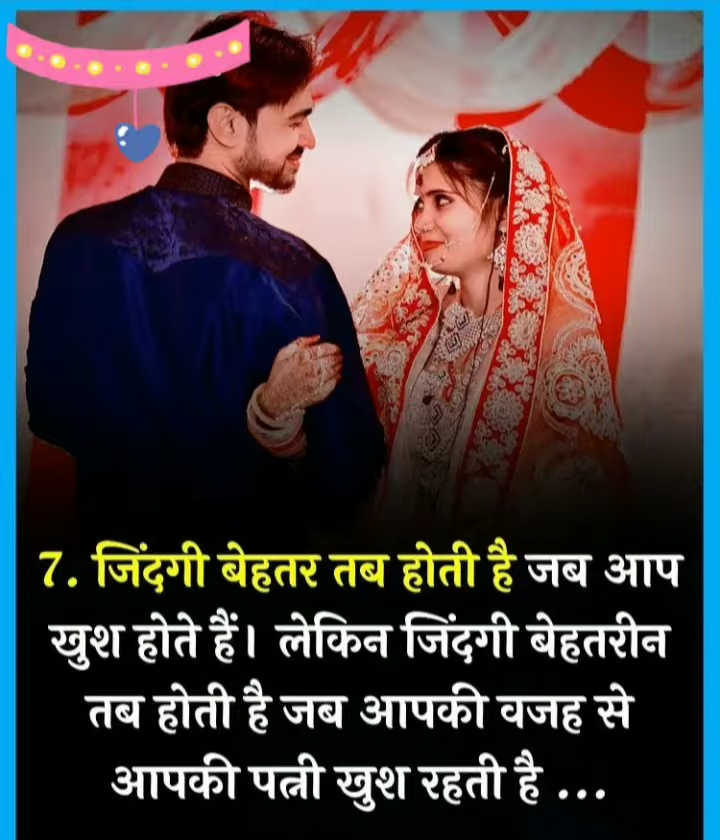 7. जिंदगी बेहतर तब होती है जब आप
खुश होते हैं। लेकिन जिंदगी बेहतरीन
तब होती है जब आपकी वजह से
आपकी पत्नी खुश रहती है ...